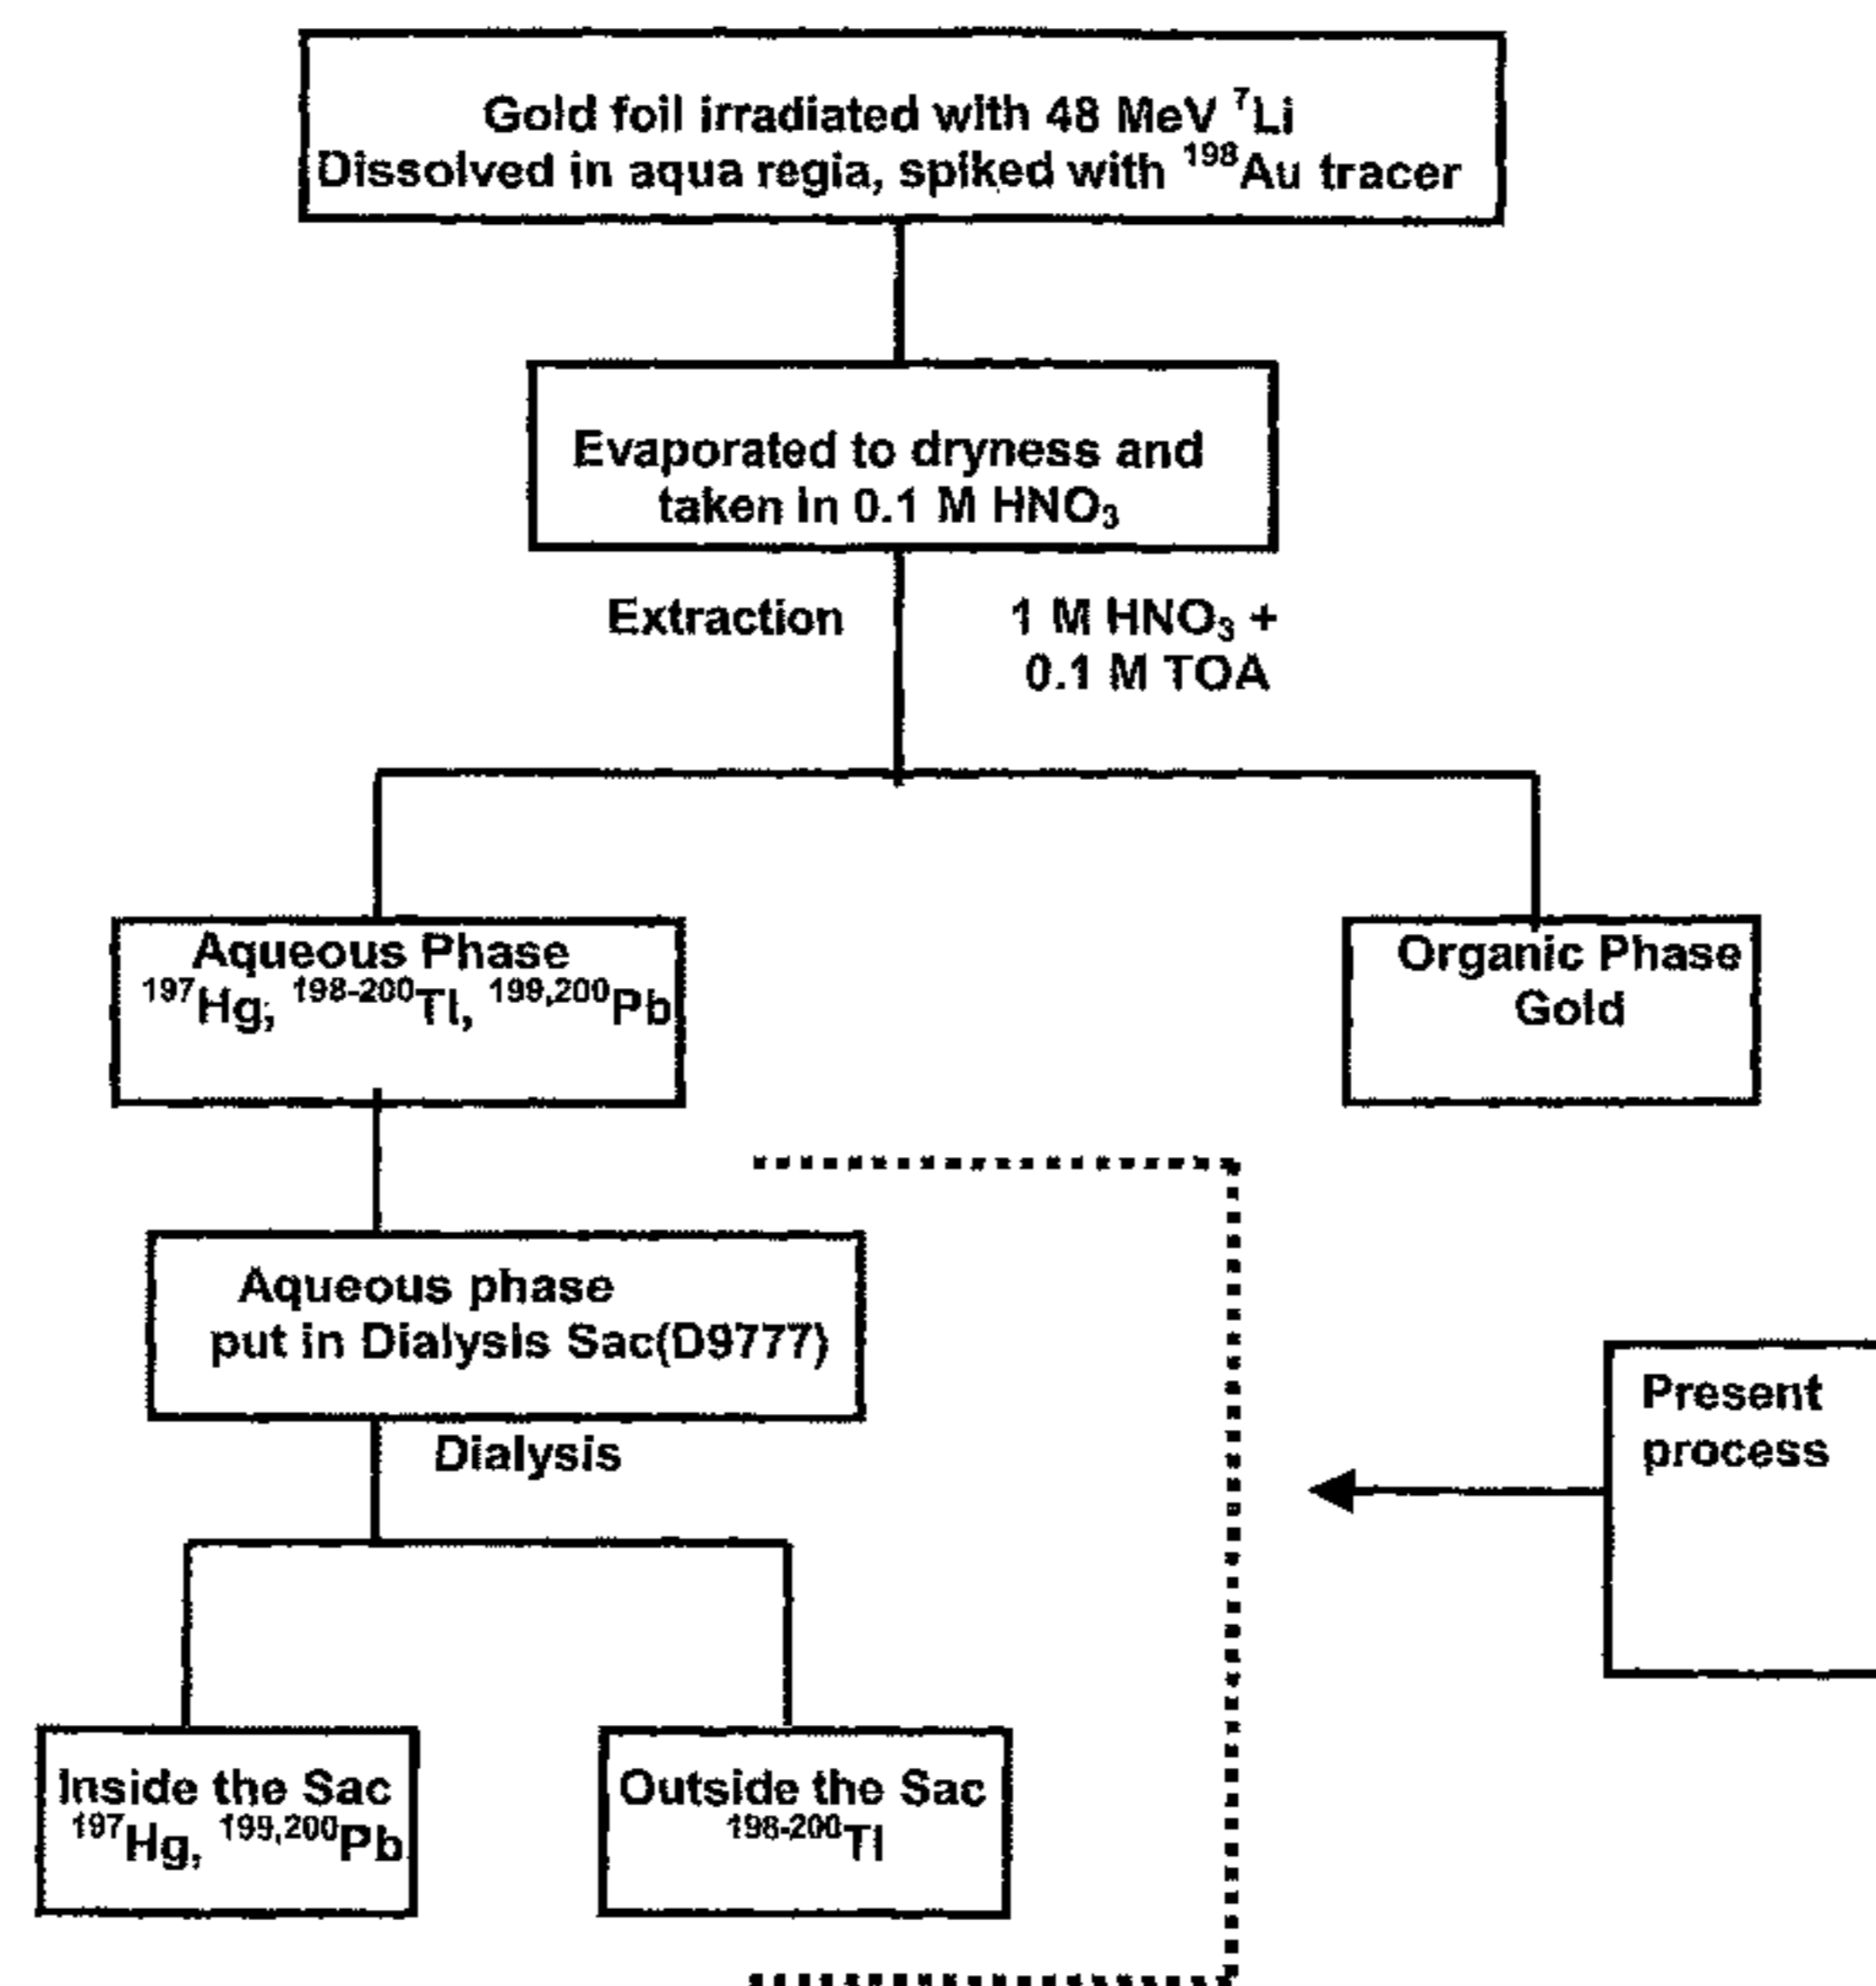 Gold foil irradiated with 48 MeV ⁷Li
Dissolved in aqua regia, spiked with ¹⁹⁸Au tracer
Evaporated to dryness and
taken in 0.1 M HNO₃
Extraction
1 M HNO₃ +
0.1 M TOA
Aqueous Phase
¹⁹⁷Hg, ¹⁹⁸⁻²⁰⁰Tl, ¹⁹⁹,²⁰⁰Pb
Organic Phase
Gold
Aqueous phase
put in Dialysis Sac(D9777)
Dialysis
Present
process
Inside the Sac
¹⁹⁷Hg, ¹⁹⁹,²⁰⁰Pb
Outside the Sac
¹⁹⁸⁻²⁰⁰Tl